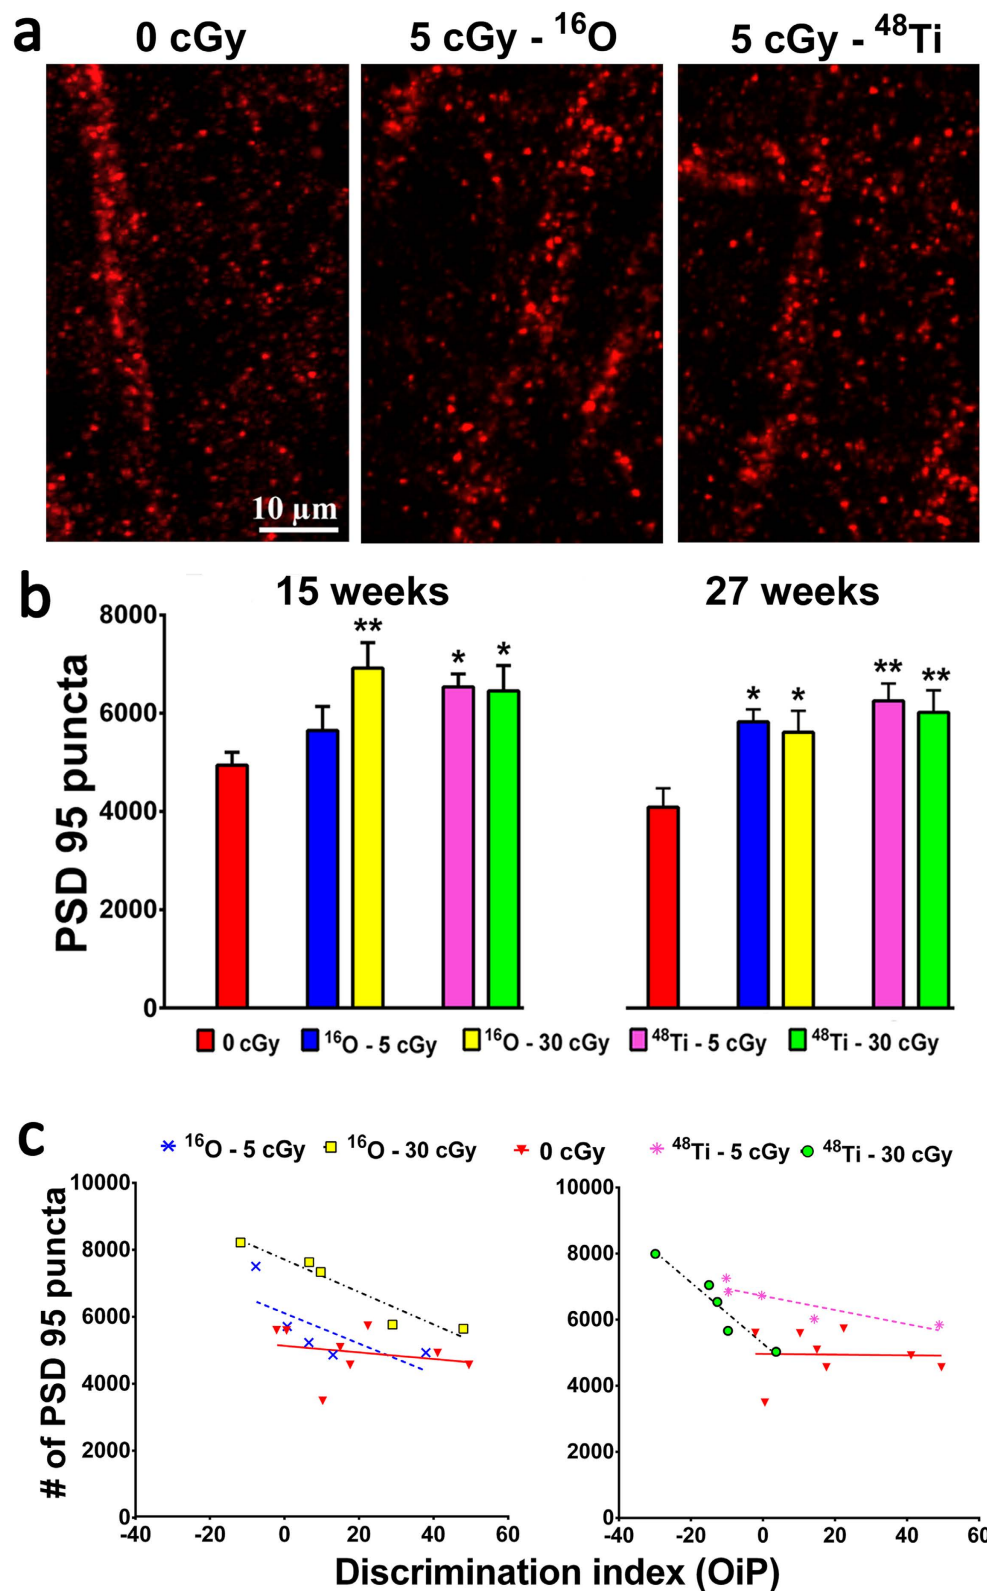 a
0 cGy
5 cGy - ¹⁶O
5 cGy - ⁴⁸Ti
10 µm
b
15 weeks
27 weeks
PSD 95 puncta
8000
6000
4000
2000
0
**
*
*
*
*
**
**
0 cGy
¹⁶O - 5 cGy
¹⁶O - 30 cGy
⁴⁸Ti - 5 cGy
⁴⁸Ti - 30 cGy
c
¹⁶O - 5 cGy
¹⁶O - 30 cGy
0 cGy
⁴⁸Ti - 5 cGy
⁴⁸Ti - 30 cGy
# of PSD 95 puncta
10000
8000
6000
4000
2000
0
-40
-20
0
20
40
60
10000
8000
6000
4000
2000
0
-40
-20
0
20
40
60
Discrimination index (OiP)